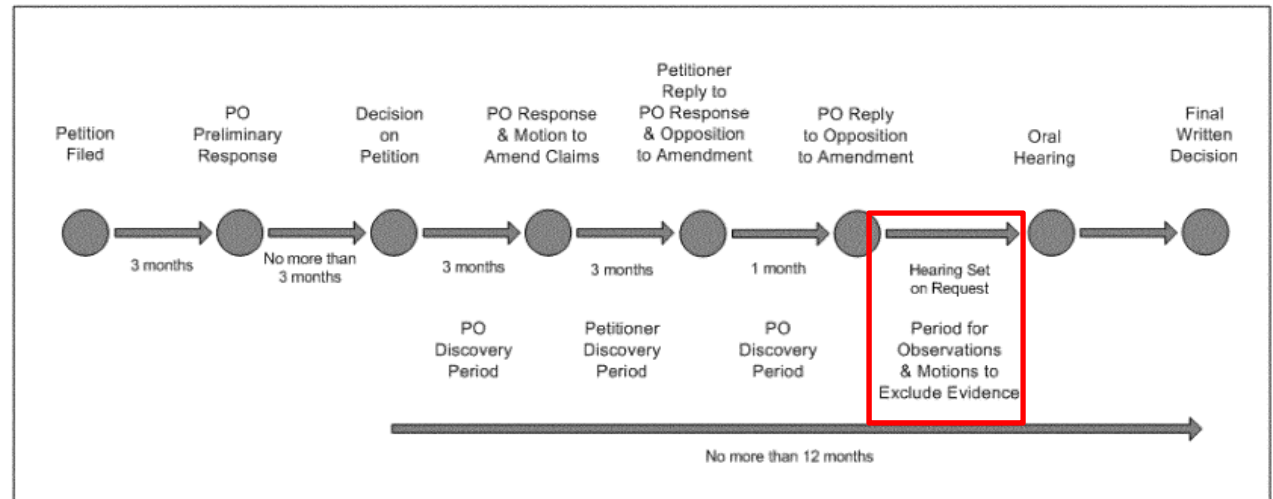 Petition
Filed
PO
Preliminary
Response
Decision
on
Petition
PO Response
& Motion to
Amend Claims
Petitioner
Reply to
PO Response
& Opposition
to Amendment
PO Reply
to Opposition
to Amendment
Oral
Hearing
Final
Written
Decision
3 months
No more than
3 months
3 months
3 months
1 month
Hearing Set
on Request
PO
Discovery
Period
Petitioner
Discovery
Period
PO
Discovery
Period
Period for
Observations
& Motions to
Exclude Evidence
No more than 12 months